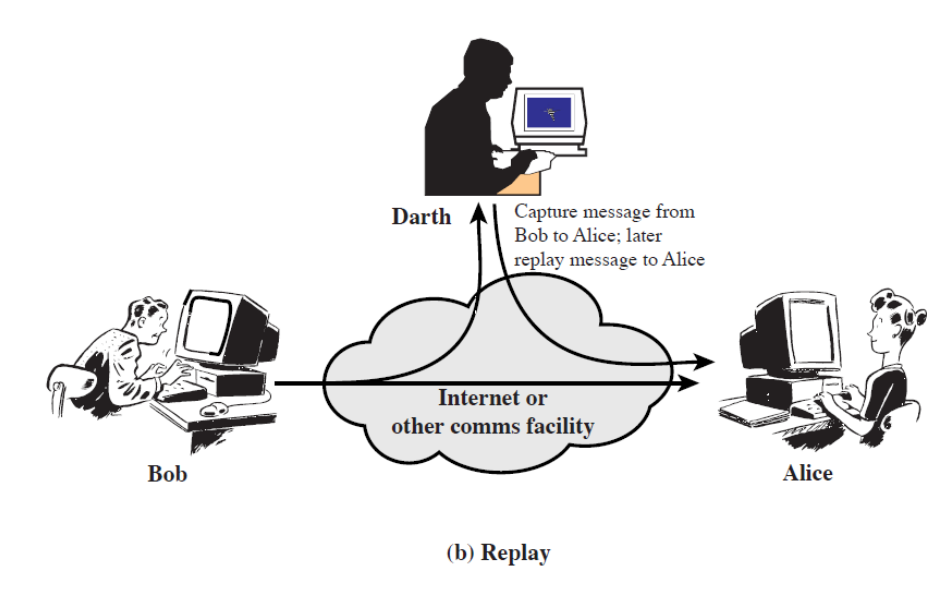 Darth
Capture message from
Bob to Alice; later
replay message to Alice
Internet or
other comms facility
Bob
Alice
(b) Replay